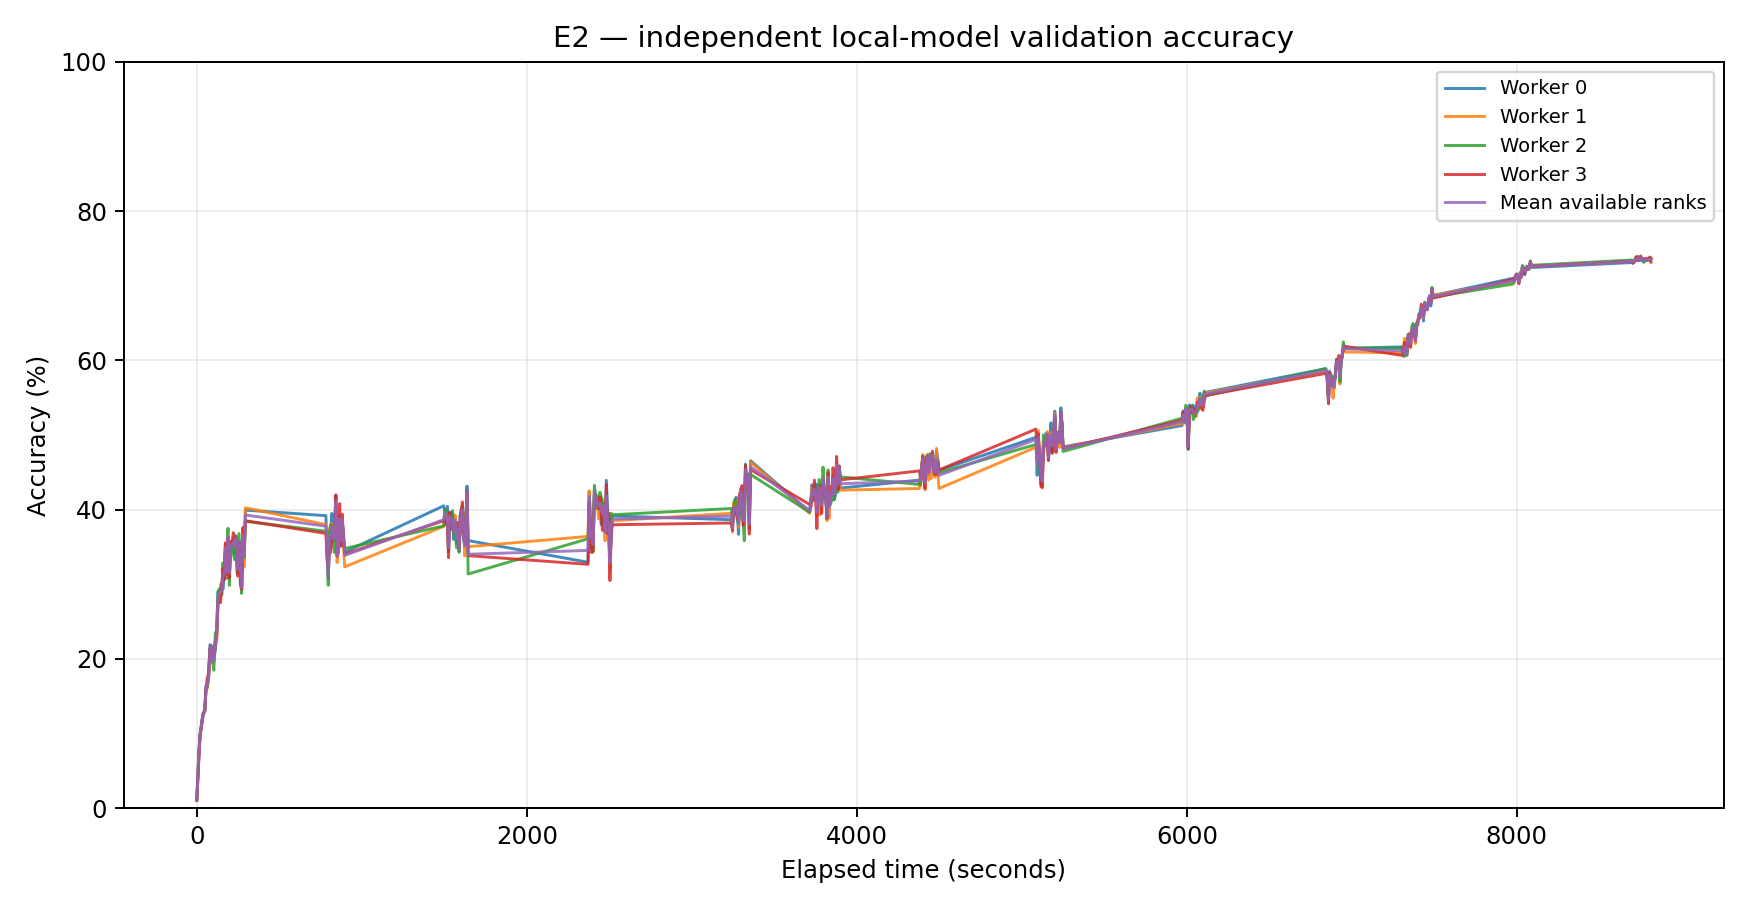 E2 — independent local-model validation accuracy
100
80
60
40
20
0
Accuracy (%)
Worker 0
Worker 1
Worker 2
Worker 3
Mean available ranks
0 2000 4000 6000 8000
Elapsed time (seconds)